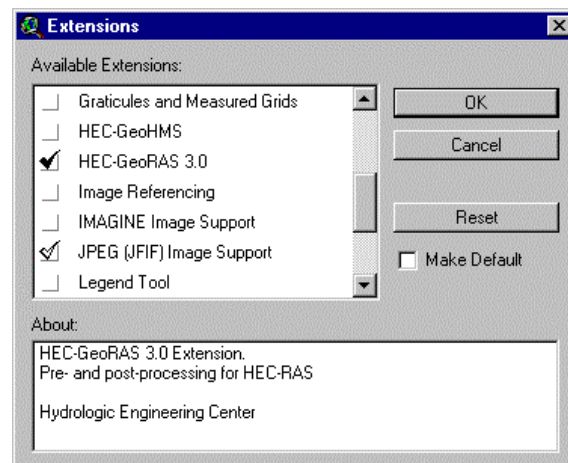 Extensions
Available Extensions:
Graticules and Measured Grids
HEC-GeoHMS
HEC-GeoRAS 3.0
Image Referencing
IMAGINE Image Support
JPEG (JFIF) Image Support
Legend Tool
OK
Cancel
Reset
Make Default
About:
HEC-GeoRAS 3.0 Extension.
Pre- and post-processing for HEC-RAS
Hydrologic Engineering Center